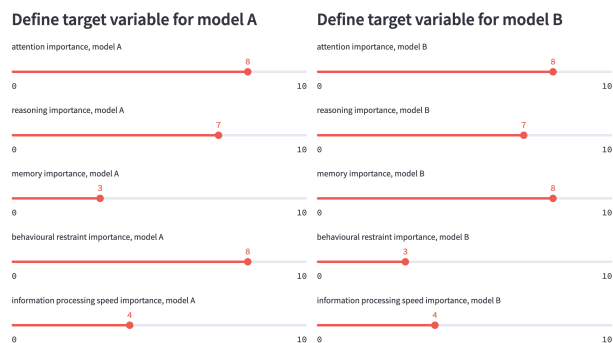 Define target variable for model A
attention importance, model A
8
0 10
reasoning importance, model A
7
0 10
memory importance, model A
3
0 10
behavioural restraint importance, model A
8
0 10
information processing speed importance, model A
4
0 10
Define target variable for model B
attention importance, model B
8
0 10
reasoning importance, model B
7
0 10
memory importance, model B
8
0 10
behavioural restraint importance, model B
3
0 10
information processing speed importance, model B
4
0 10